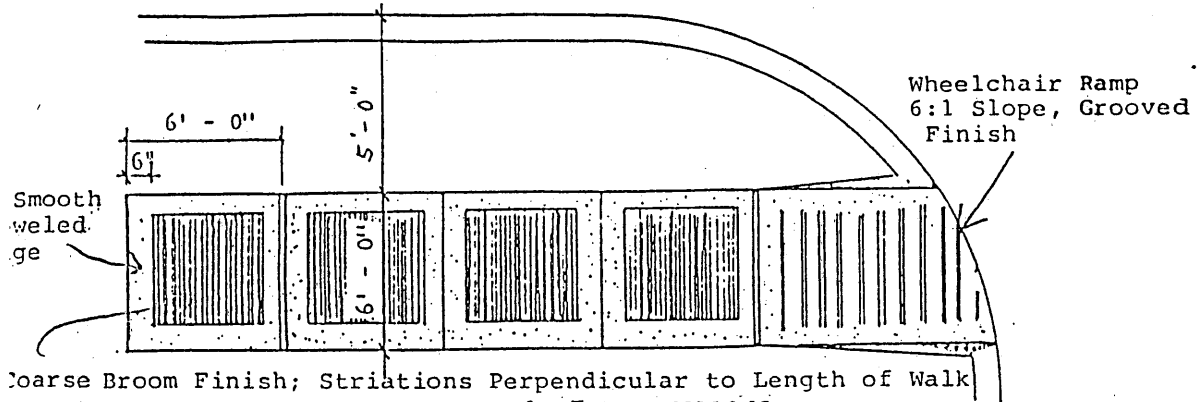 Wheelchair Ramp
6:1 Slope, Grooved
Finish
6' - 0"
5' - 0"
6"
Smooth
weled
ge
6' - 0"
oarse Broom Finish; Striations Perpendicular to Length of Walk